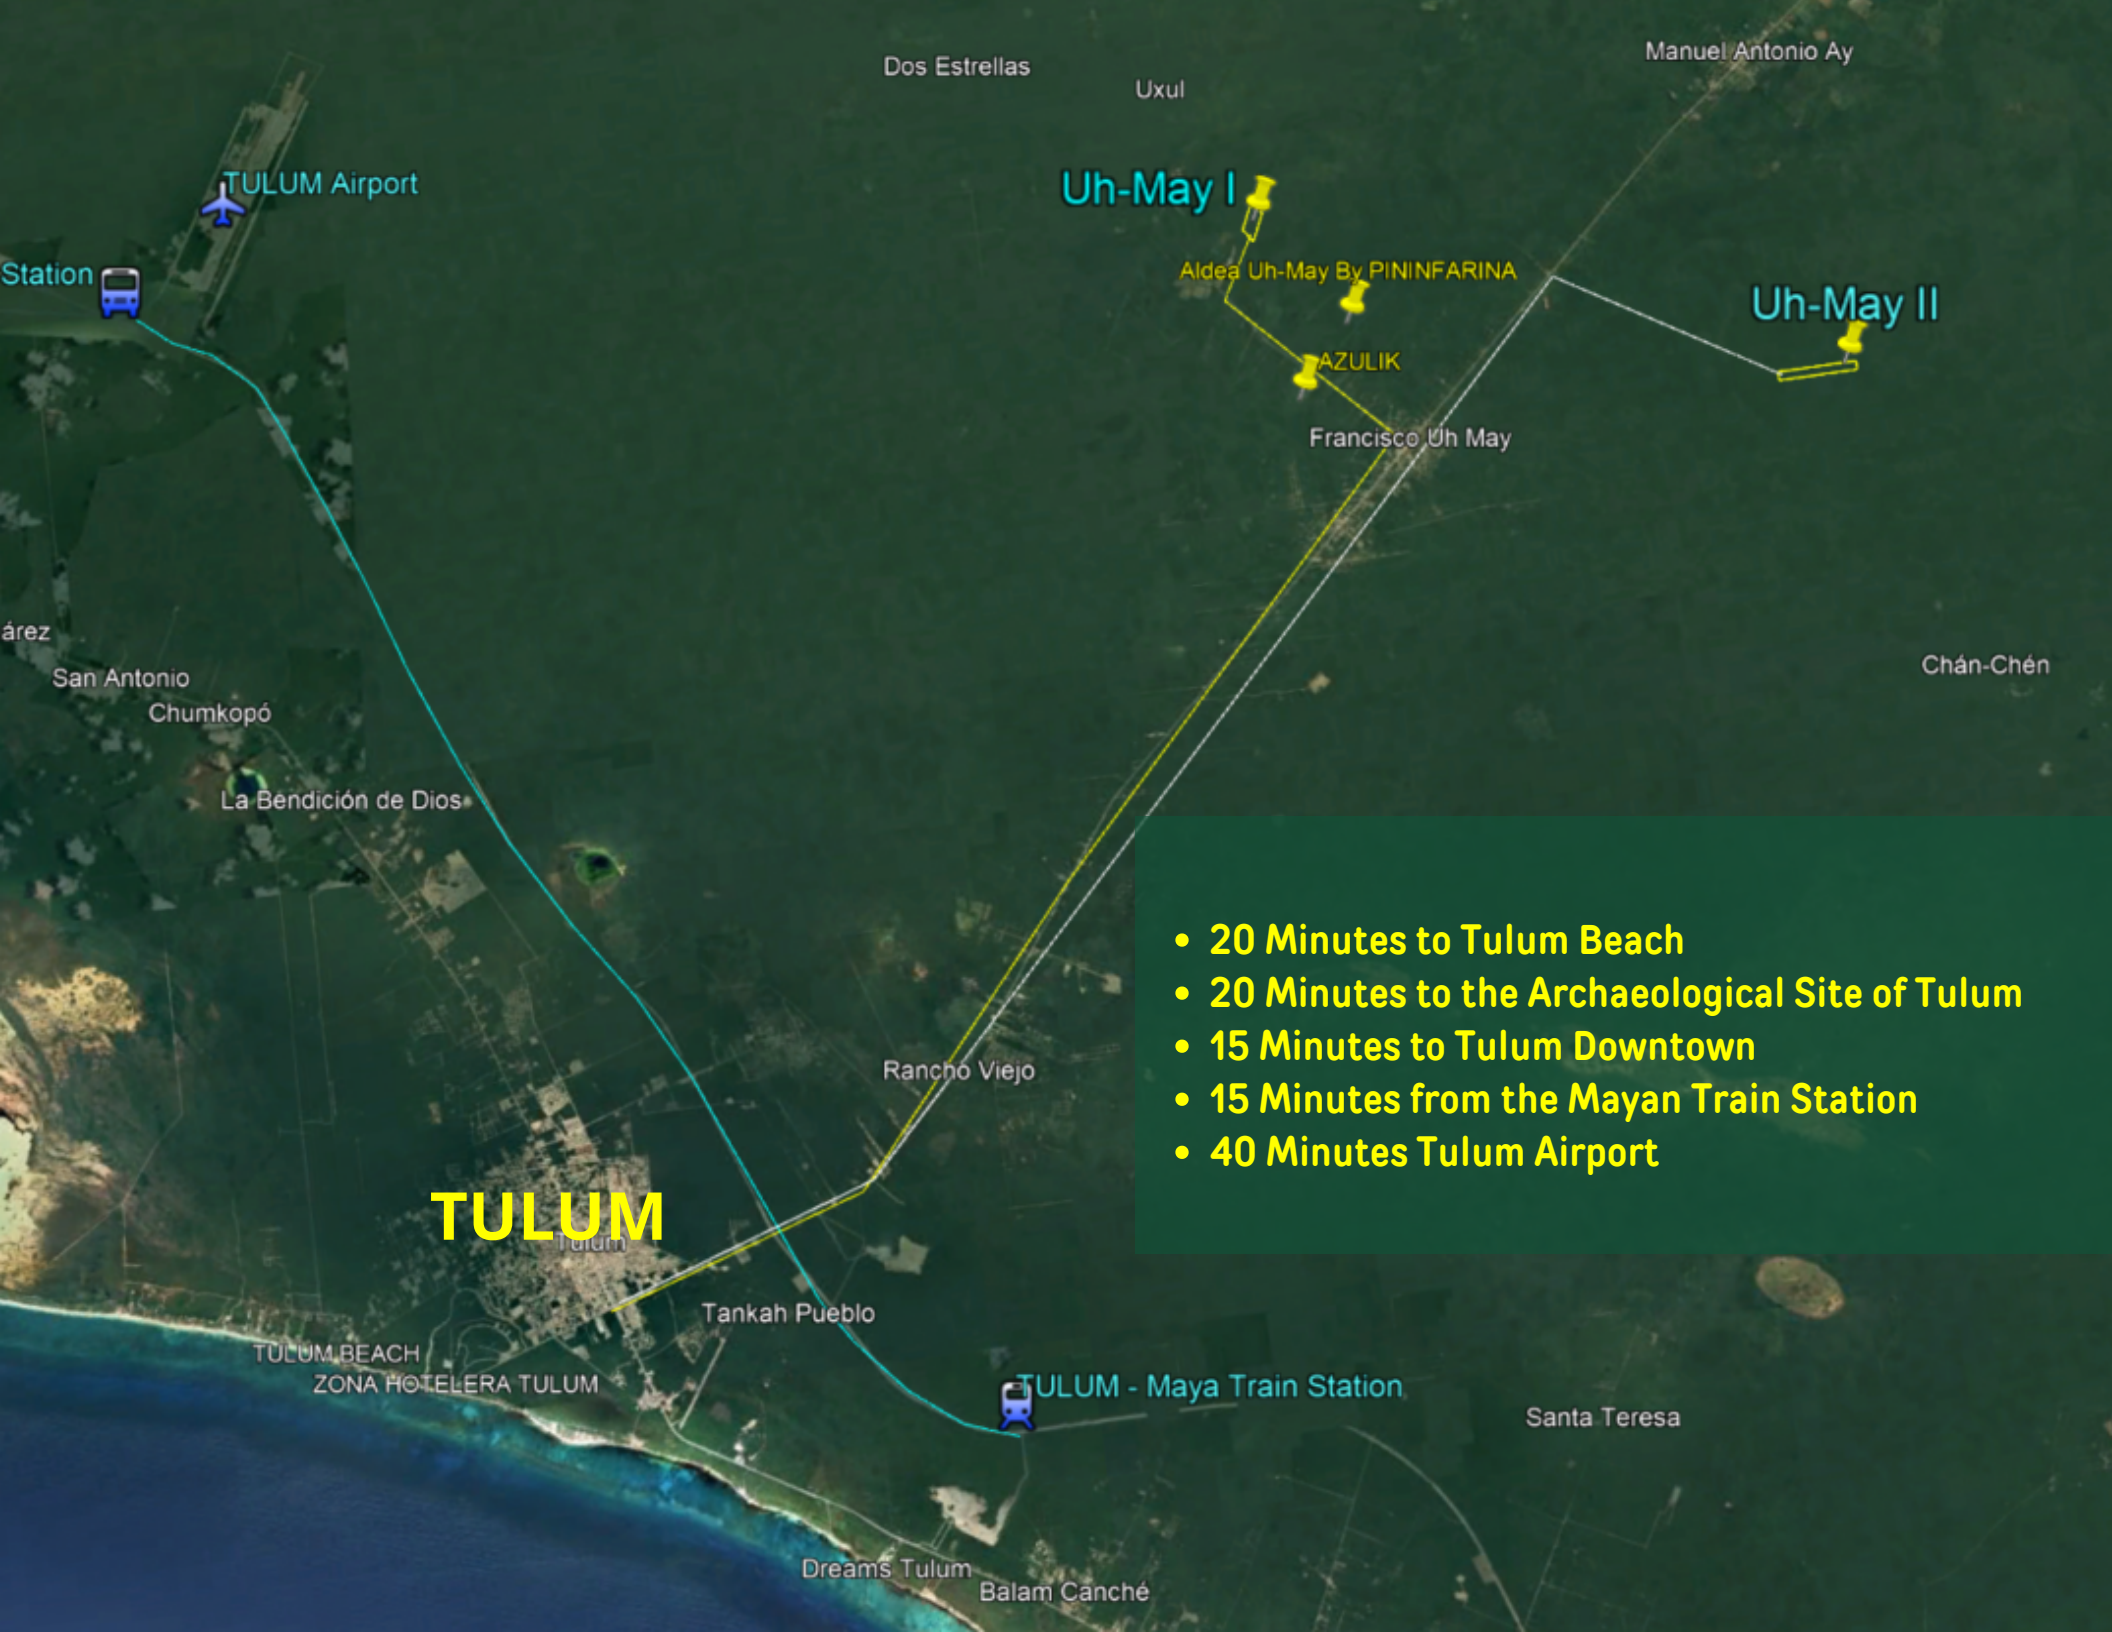 Manuel Antonio Ay
Dos Estrellas
Uxul
TULUM Airport
Uh-May I
Station
Aldea Uh-May By PININFARINA
Uh-May II
AZULIK
Francisco Uh May
árez
San Antonio
Chán-Chén
Chumkopó
La Bendición de Dios
• 20 Minutes to Tulum Beach
• 20 Minutes to the Archaeological Site of Tulum
• 15 Minutes to Tulum Downtown
• 15 Minutes from the Mayan Train Station
• 40 Minutes Tulum Airport
Rancho Viejo
TULUM
Tulum
Tankah Pueblo
TULUM BEACH
ZONA HOTELERA TULUM
TULUM - Maya Train Station
Santa Teresa
Dreams Tulum
Balam Canché